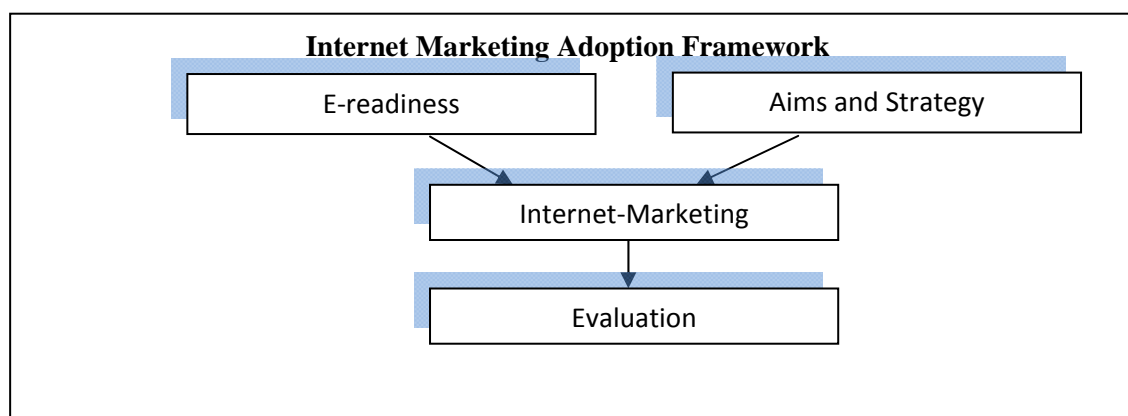 Internet Marketing Adoption Framework
E-readiness
Aims and Strategy
Internet-Marketing
Evaluation